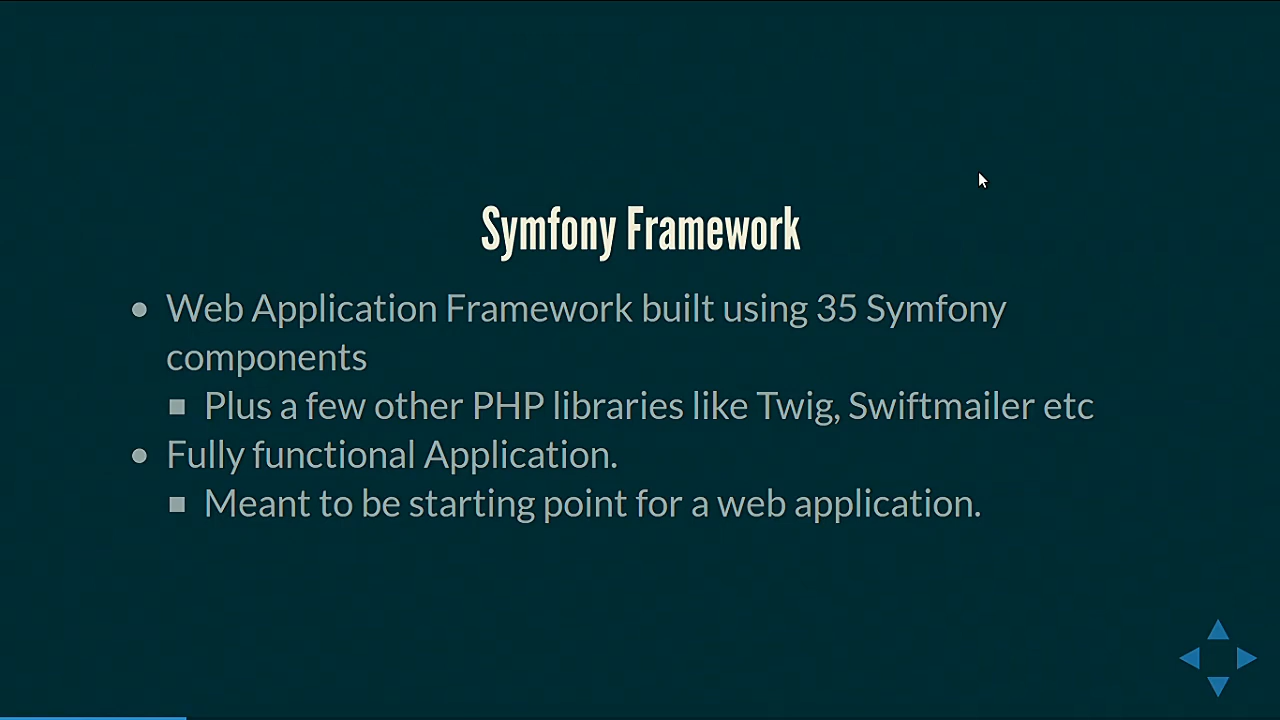 Symfony Framework
Web Application Framework built using 35 Symfony
components
Plus a few other PHP libraries like Twig, Swiftmailer etc
Fully functional Application.
Meant to be starting point for a web application.